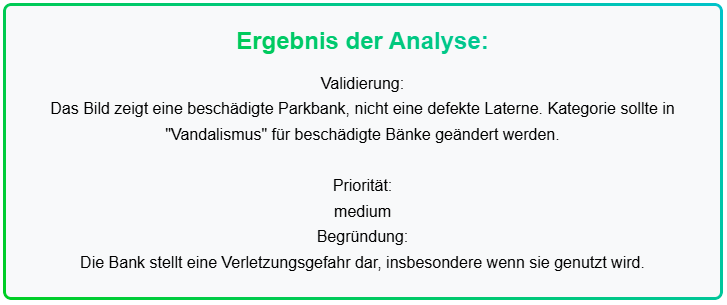 Ergebnis der Analyse:
Validierung:
Das Bild zeigt eine beschädigte Parkbank, nicht eine defekte Laterne. Kategorie sollte in
"Vandalismus" für beschädigte Bänke geändert werden.
Priorität:
medium
Begründung:
Die Bank stellt eine Verletzungsgefahr dar, insbesondere wenn sie genutzt wird.